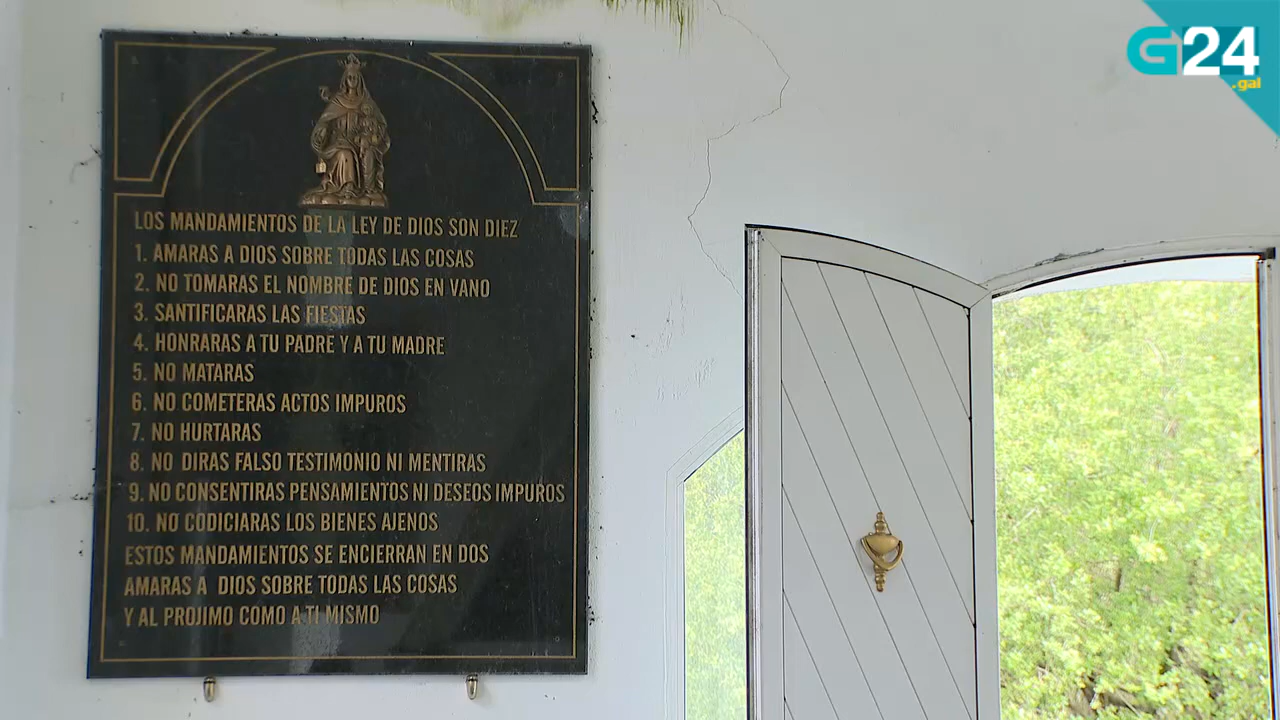 G24
.gal
LOS MANDAMIENTOS DE LA LEY DE DIOS SON DIEZ
1. AMARAS A DIOS SOBRE TODAS LAS COSAS
2. NO TOMARAS EL NOMBRE DE DIOS EN VANO
3. SANTIFICARAS LAS FIESTAS
4. HONRARAS A TU PADRE Y A TU MADRE
5. NO MATARAS
6. NO COMETERAS ACTOS IMPUROS
7. NO HURTARAS
8. NO DIRAS FALSO TESTIMONIO NI MENTIRAS
9. NO CONSENTIRAS PENSAMIENTOS NI DESEOS IMPUROS
10. NO CODICIARAS LOS BIENES AJENOS
ESTOS MANDAMIENTOS SE ENCIERRAN EN DOS
AMARAS A DIOS SOBRE TODAS LAS COSAS
Y AL PROJIMO COMO A TI MISMO